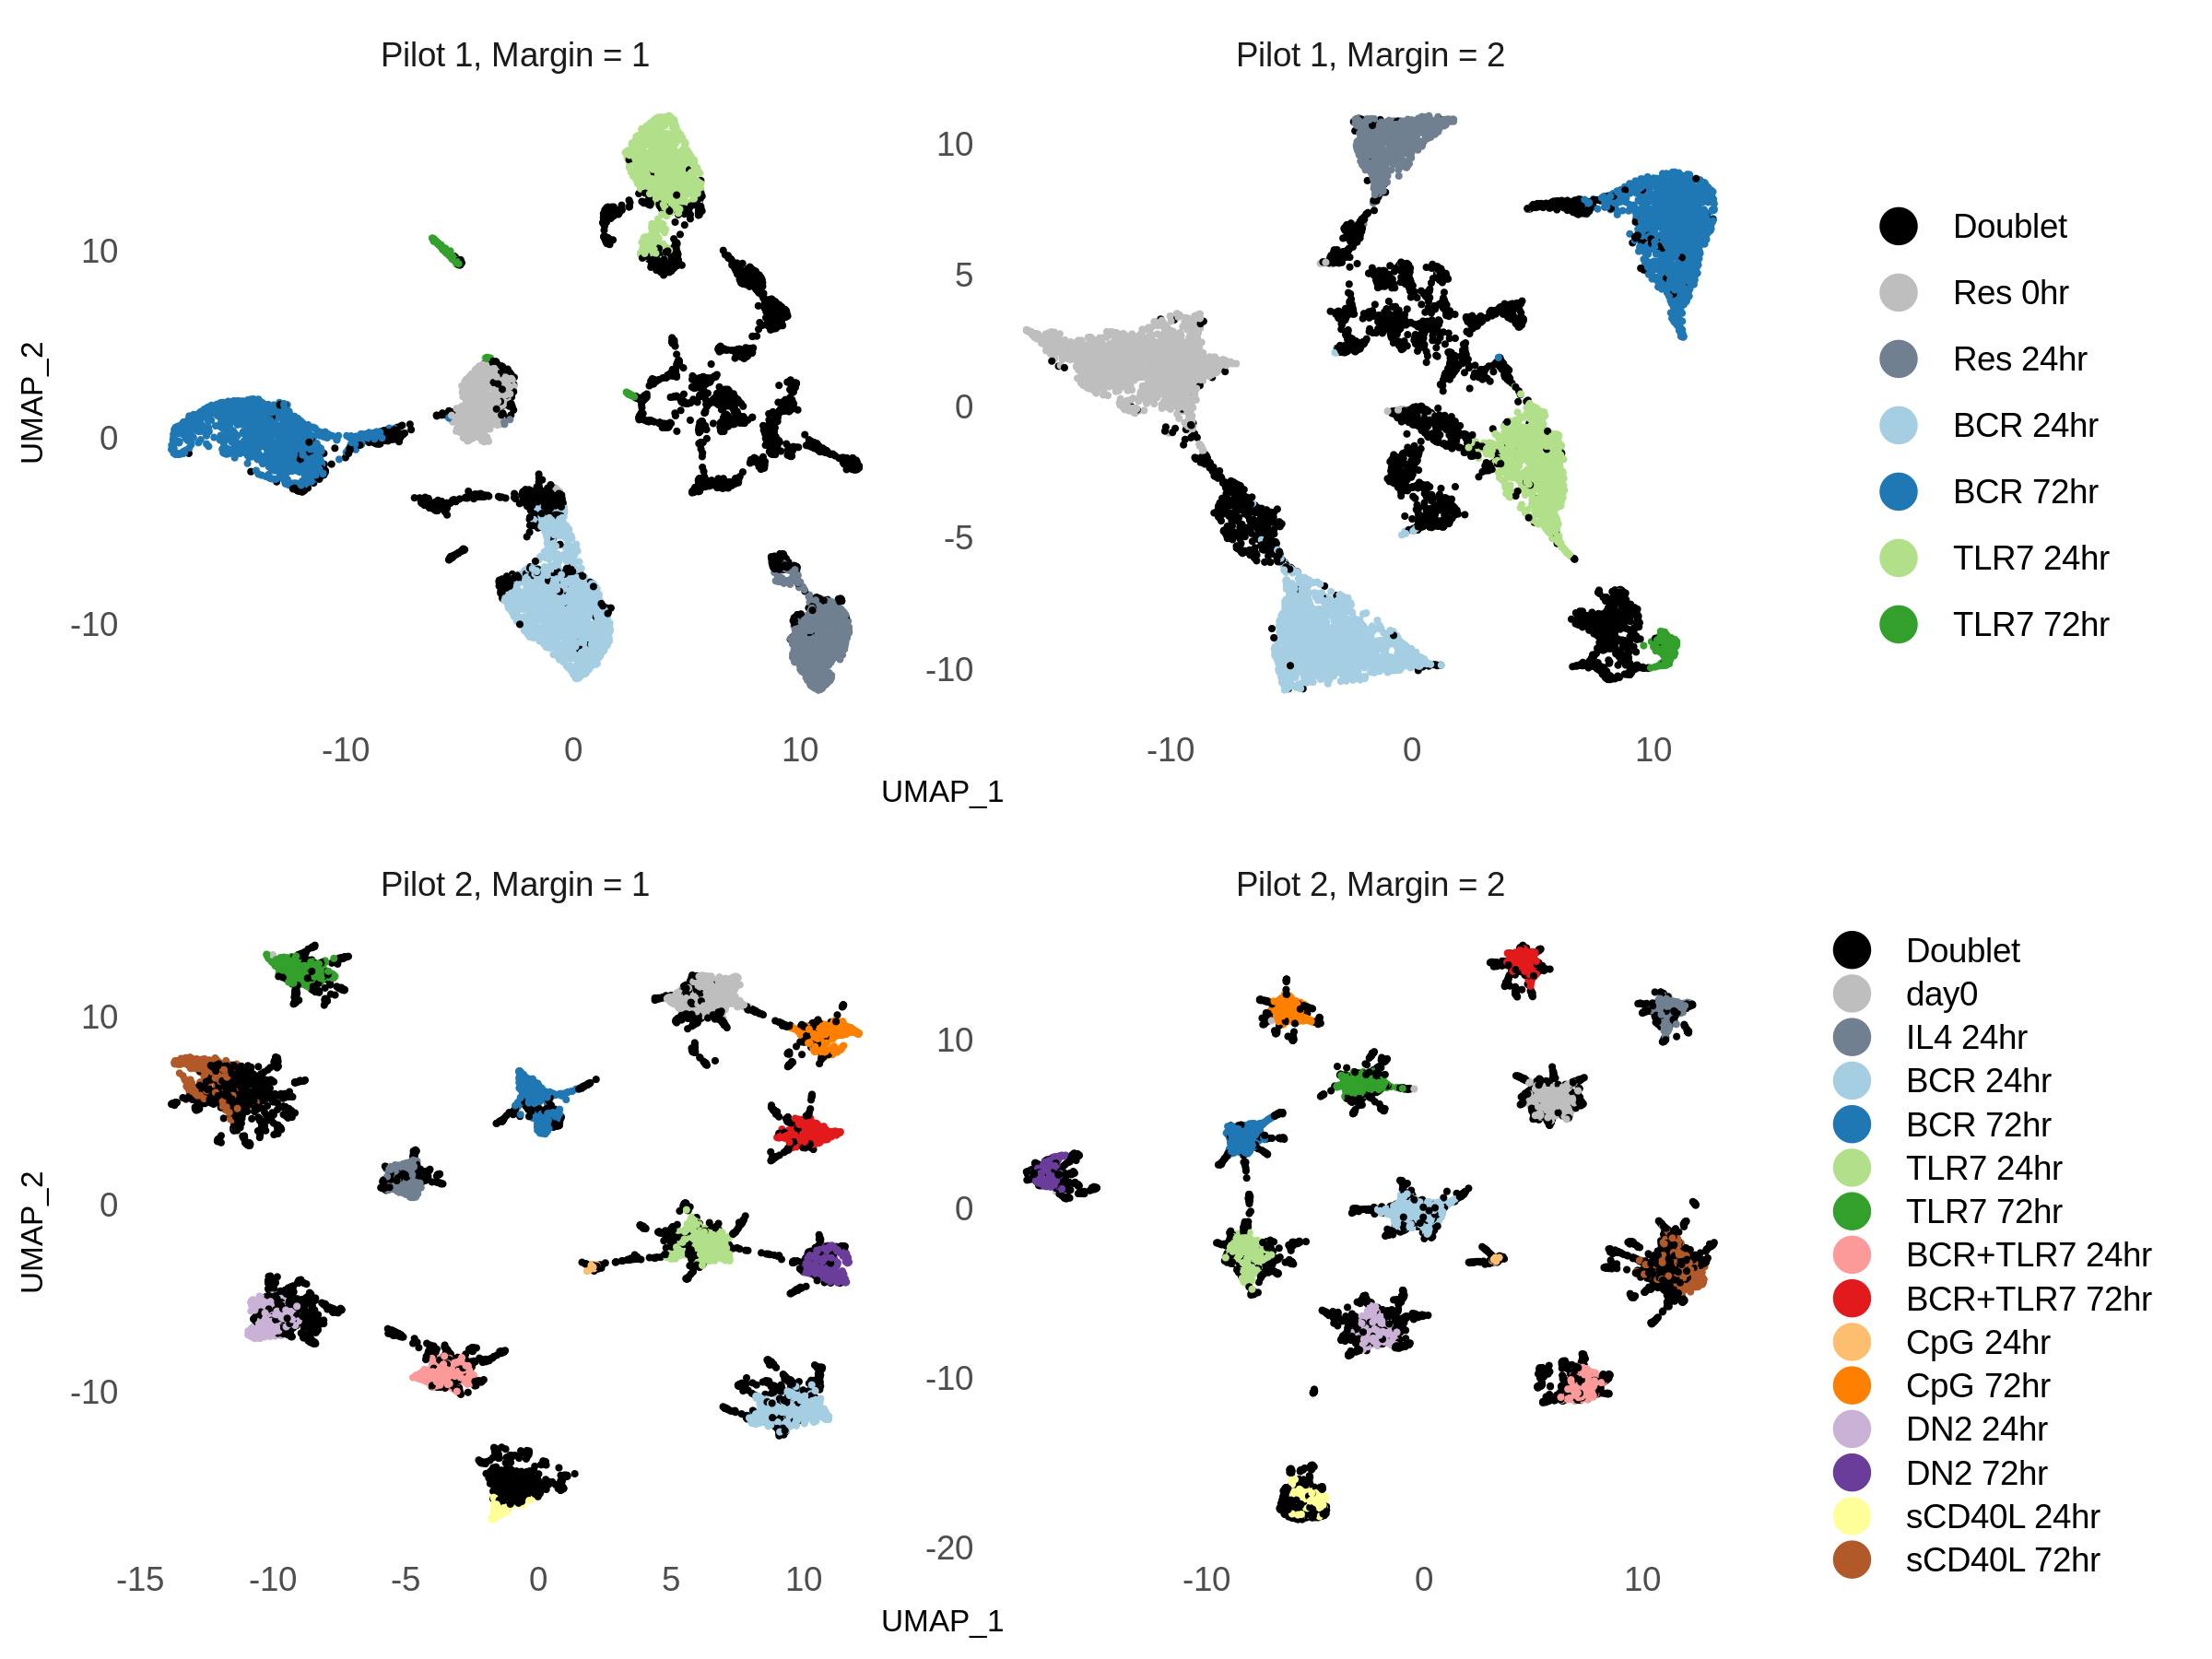 Pilot 1, Margin = 1
Pilot 1, Margin = 2
UMAP_2
10
0
-10
-10
0
10
10
5
0
-5
-10
-10
0
10
UMAP_1
Doublet
Res 0hr
Res 24hr
BCR 24hr
BCR 72hr
TLR7 24hr
TLR7 72hr
Pilot 2, Margin = 1
Pilot 2, Margin = 2
UMAP_2
10
0
-10
-15
-10
-5
0
5
10
10
0
-10
-20
-10
0
10
UMAP_1
Doublet
day0
IL4 24hr
BCR 24hr
BCR 72hr
TLR7 24hr
TLR7 72hr
BCR+TLR7 24hr
BCR+TLR7 72hr
CpG 24hr
CpG 72hr
DN2 24hr
DN2 72hr
sCD40L 24hr
sCD40L 72hr